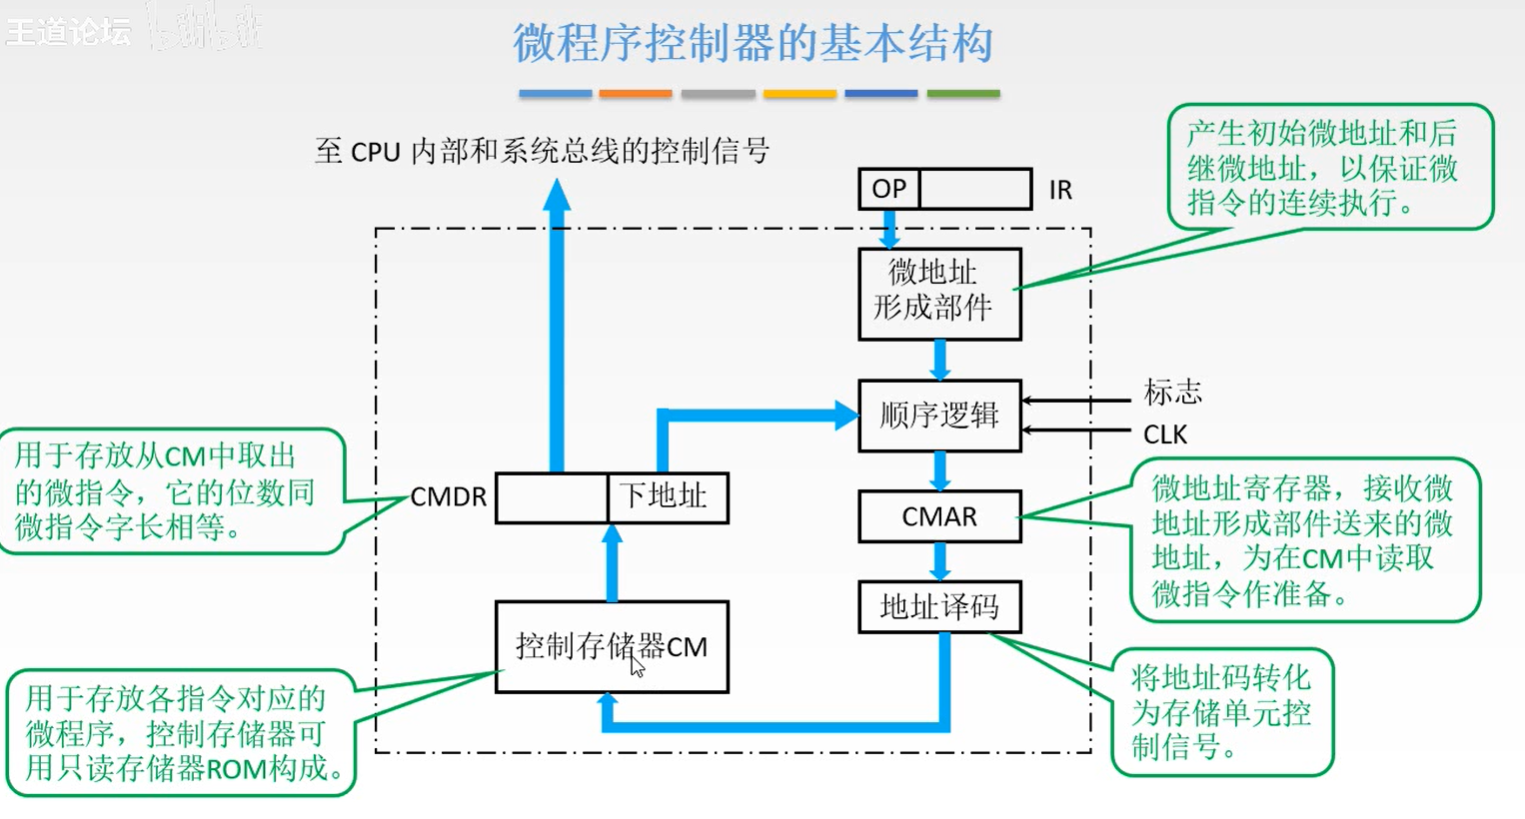 王道论坛 bilibili
微程序控制器的基本结构
至 CPU 内部和系统总线的控制信号
OP
IR
产生初始微地址和后
继微地址，以保证微
指令的连续执行。
微地址
形成部件
顺序逻辑
标志
CLK
用于存放从CM中取出
的微指令，它的位数同
微指令字长相等。
CMDR
下地址
CMAR
微地址寄存器，接收微
地址形成部件送来的微
地址，为在CM中读取
微指令作准备。
地址译码
控制存储器CM
用于存放各指令对应的
微程序，控制存储器可
用只读存储器ROM构成。
将地址码转化
为存储单元控
制信号。